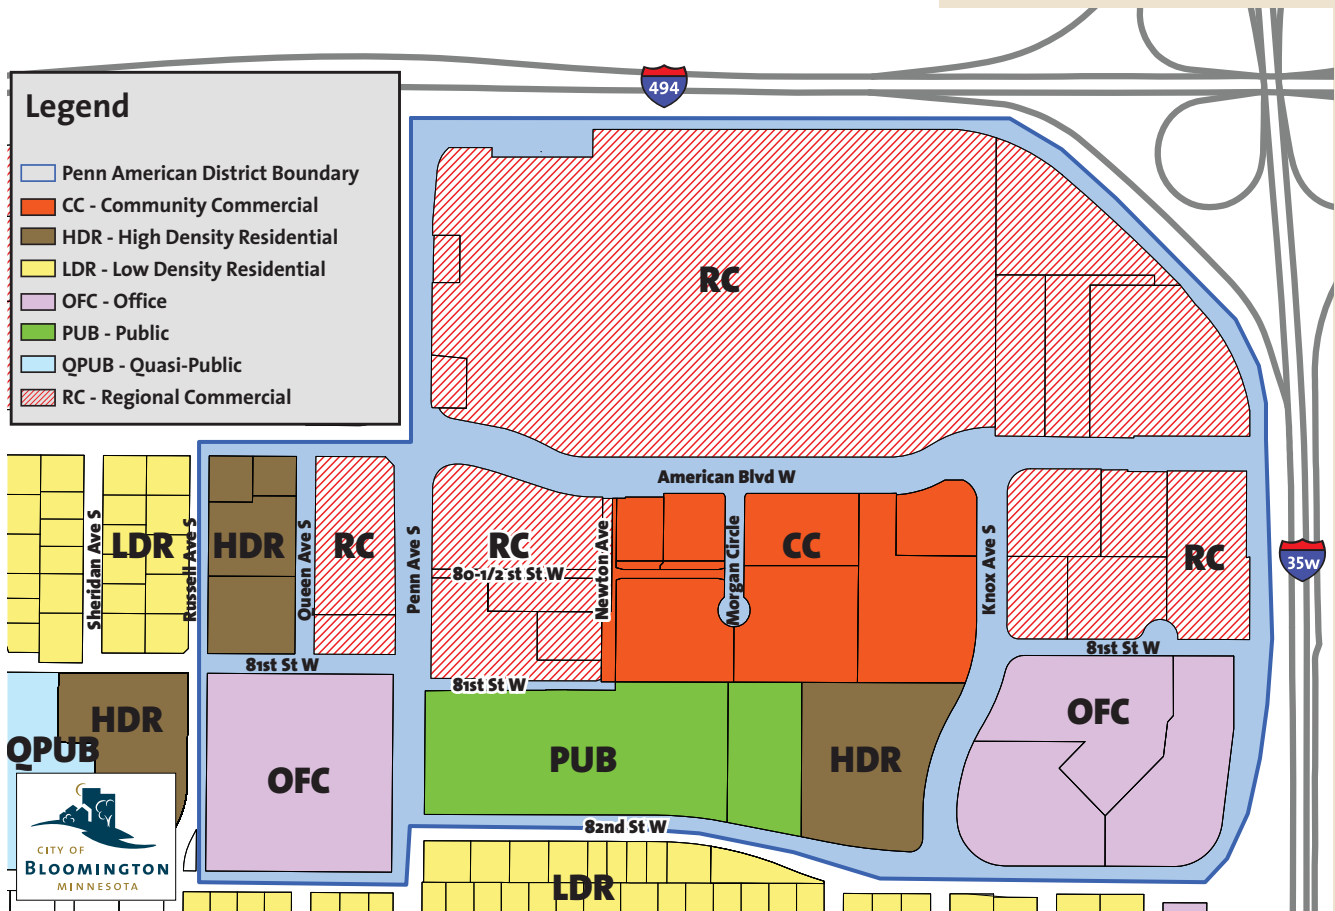 494
Legend
Penn American District Boundary
CC - Community Commercial
HDR - High Density Residential
LDR - Low Density Residential
OFC - Office
PUB - Public
QPUB - Quasi-Public
RC - Regional Commercial
RC
American Blvd W
Sheridan Ave S
LDR
Russell Ave S
HDR
Queen Ave S
RC
Penn Ave S
RC
80-1/2 st St W
Newton Ave
Morgan Circle
CC
Knox Ave S
RC
35W
81st St W
81st St W
81st St W
HDR
QPUB
OFC
PUB
HDR
OFC
82nd St W
LDR
CITY OF
BLOOMINGTON
MINNESOTA